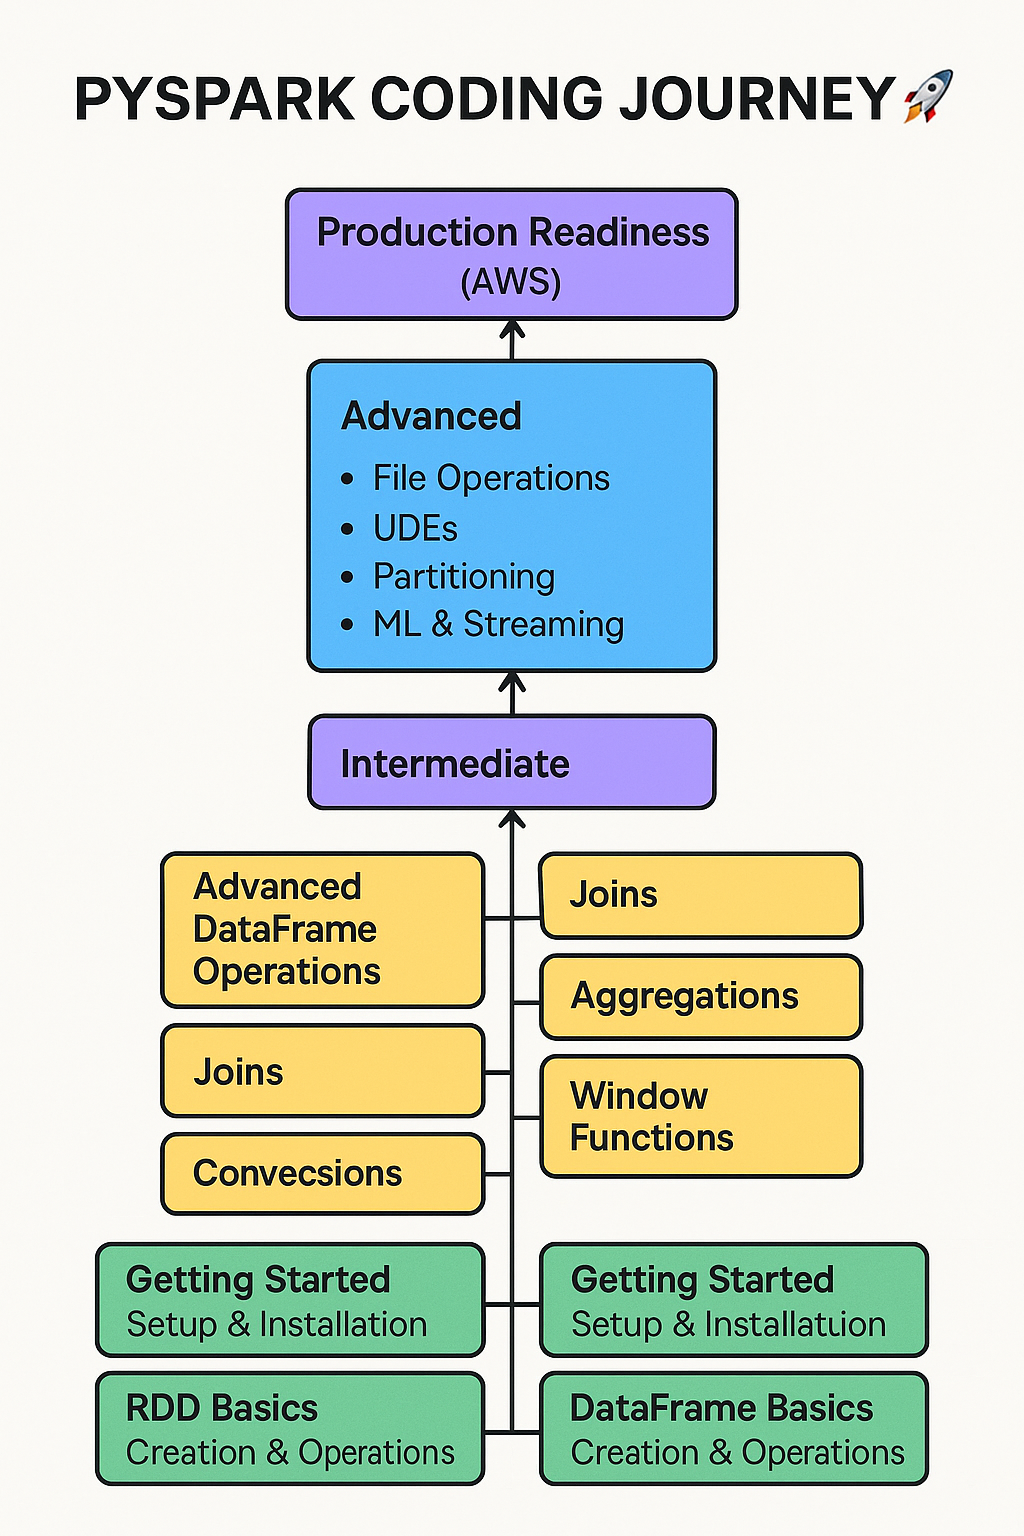 PYSPARK CODING JOURNEY🚀
Production Readiness
(AWS)
Advanced
• File Operations
• UDEs
• Partitioning
• ML & Streaming
Intermediate
Advanced
DataFrame
Operations
Joins
Convecsions
Joins
Aggregations
Window
Functions
Getting Started
Setup & Installation
Getting Started
Setup & Installatuion
RDD Basics
Creation & Operations
DataFrame Basics
Creation & Operations